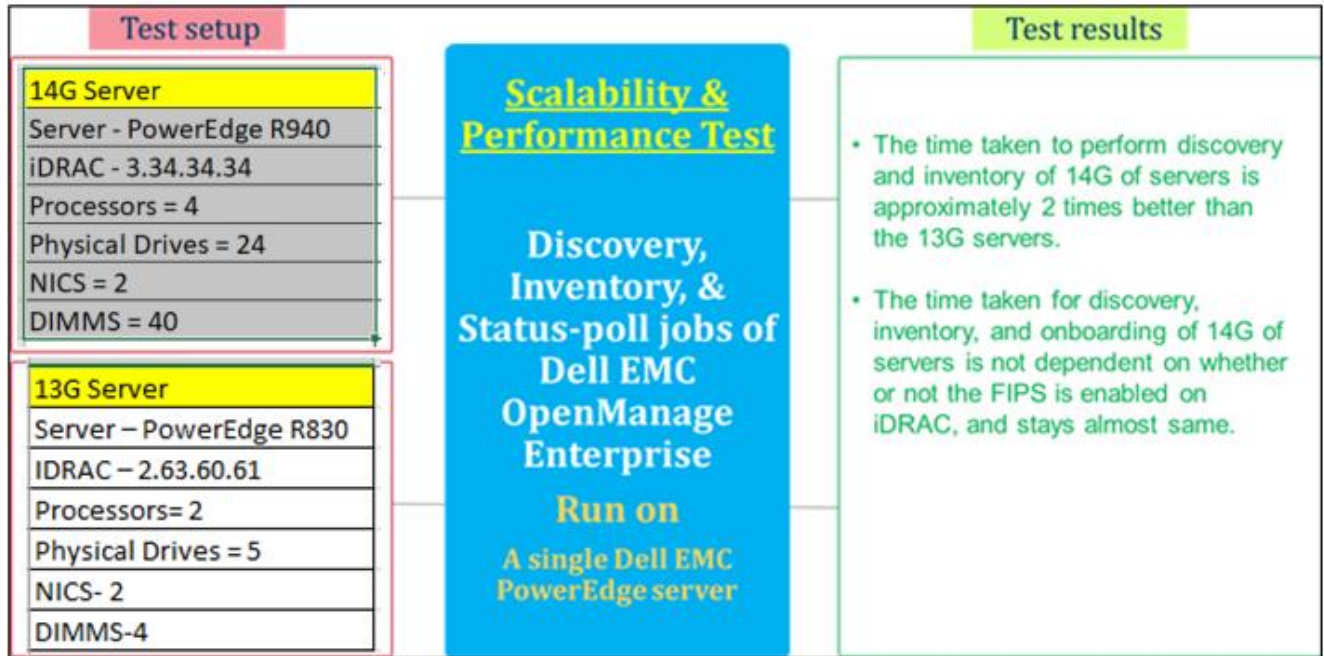 Test setup
14G Server
Server - PowerEdge R940
iDRAC - 3.34.34.34
Processors = 4
Physical Drives = 24
NICS = 2
DIMMS = 40
13G Server
Server – PowerEdge R830
IDRAC – 2.63.60.61
Processors= 2
Physical Drives = 5
NICS- 2
DIMMS-4
Scalability &
Performance Test
Discovery,
Inventory, &
Status-poll jobs of
Dell EMC
OpenManage
Enterprise
Run on
A single Dell EMC
PowerEdge server
Test results
• The time taken to perform discovery
and inventory of 14G of servers is
approximately 2 times better than
the 13G servers.
• The time taken for discovery,
inventory, and onboarding of 14G of
servers is not dependent on whether
or not the FIPS is enabled on
iDRAC, and stays almost same.